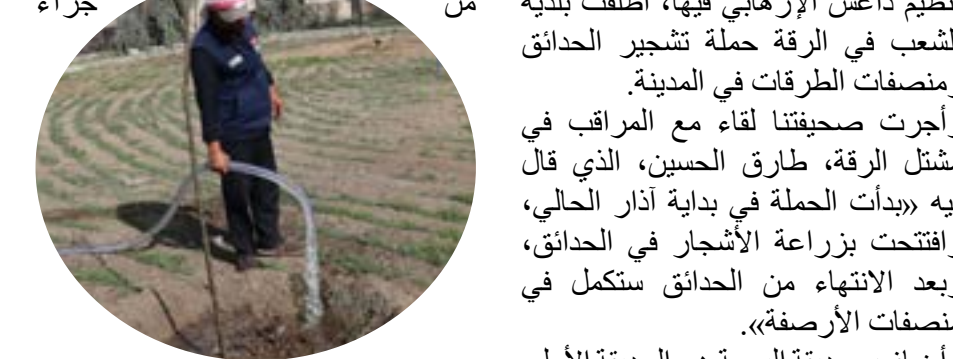 تنظيم داعش الإرهابي فيها، أطلقت بلدية
الشعب في الرقة حملة تشجير الحدائق
ومنصفات الطرقات في المدينة.
وأجرت صحيفتنا لقاء مع المراقب في
مشتل الرقة، طارق الحسين، الذي قال
فيه «بدأت الحملة في بداية آذار الحالي،
وافتتحت بزراعة الأشجار في الحدائق،
وبعد الانتهاء من الحدائق ستكمل في
منصفات الأرصفة».
من جراء